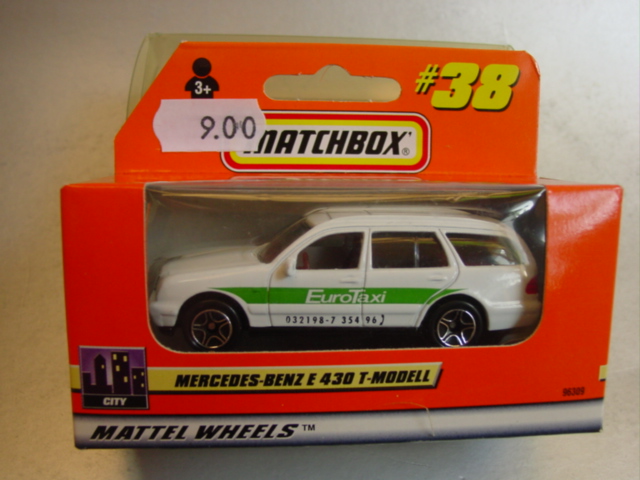 3+
#38
9.00
MATCHBOX®
EuroTaxi
032198-7 354 96)
MERCEDES-BENZ E 430 T-MODELL
CITY
96309
MATTEL WHEELS™